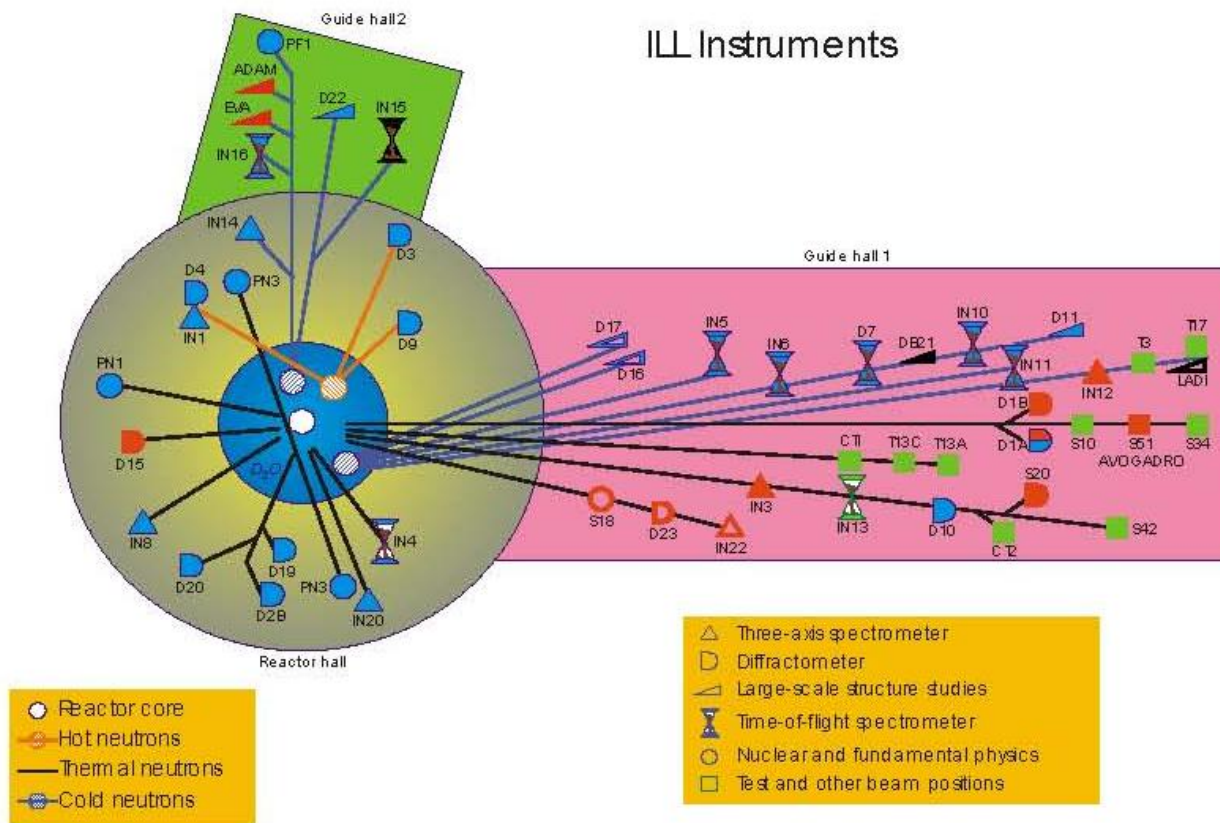 ILL Instruments
Guide hall 2
PF1
ADAM
EVA
D22
IN15
IN16
IN14
D3
D4
PN3
IN1
D9
PN1
D15
D₂O
IN8
D20
D19
D2B
PN3
IN20
IN4
Reactor hall
Guide hall 1
D17
D16
IN5
IN6
D7
DB21
IN10
D11
IN11
T3
T17
IN12
LADI
D1B
D1A
S10
S51
S34
AVOGADRO
CT1
T13C
T13A
S20
S18
D23
IN22
IN3
IN13
D10
CT2
S42
Reactor core
Hot neutrons
Thermal neutrons
Cold neutrons
Three-axis spectrometer
Diffractometer
Large-scale structure studies
Time-of-flight spectrometer
Nuclear and fundamental physics
Test and other beam positions